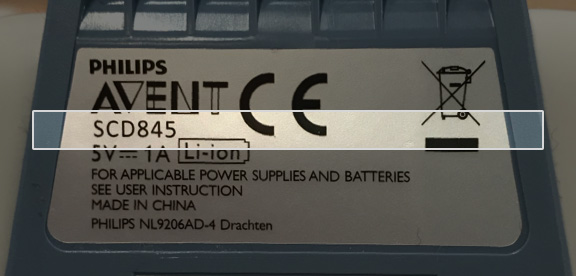 PHILIPS
AVENT CE
SCD845
5V⎓ 1A Li-ion
FOR APPLICABLE POWER SUPPLIES AND BATTERIES
SEE USER INSTRUCTION
MADE IN CHINA
PHILIPS NL9206AD-4 Drachten